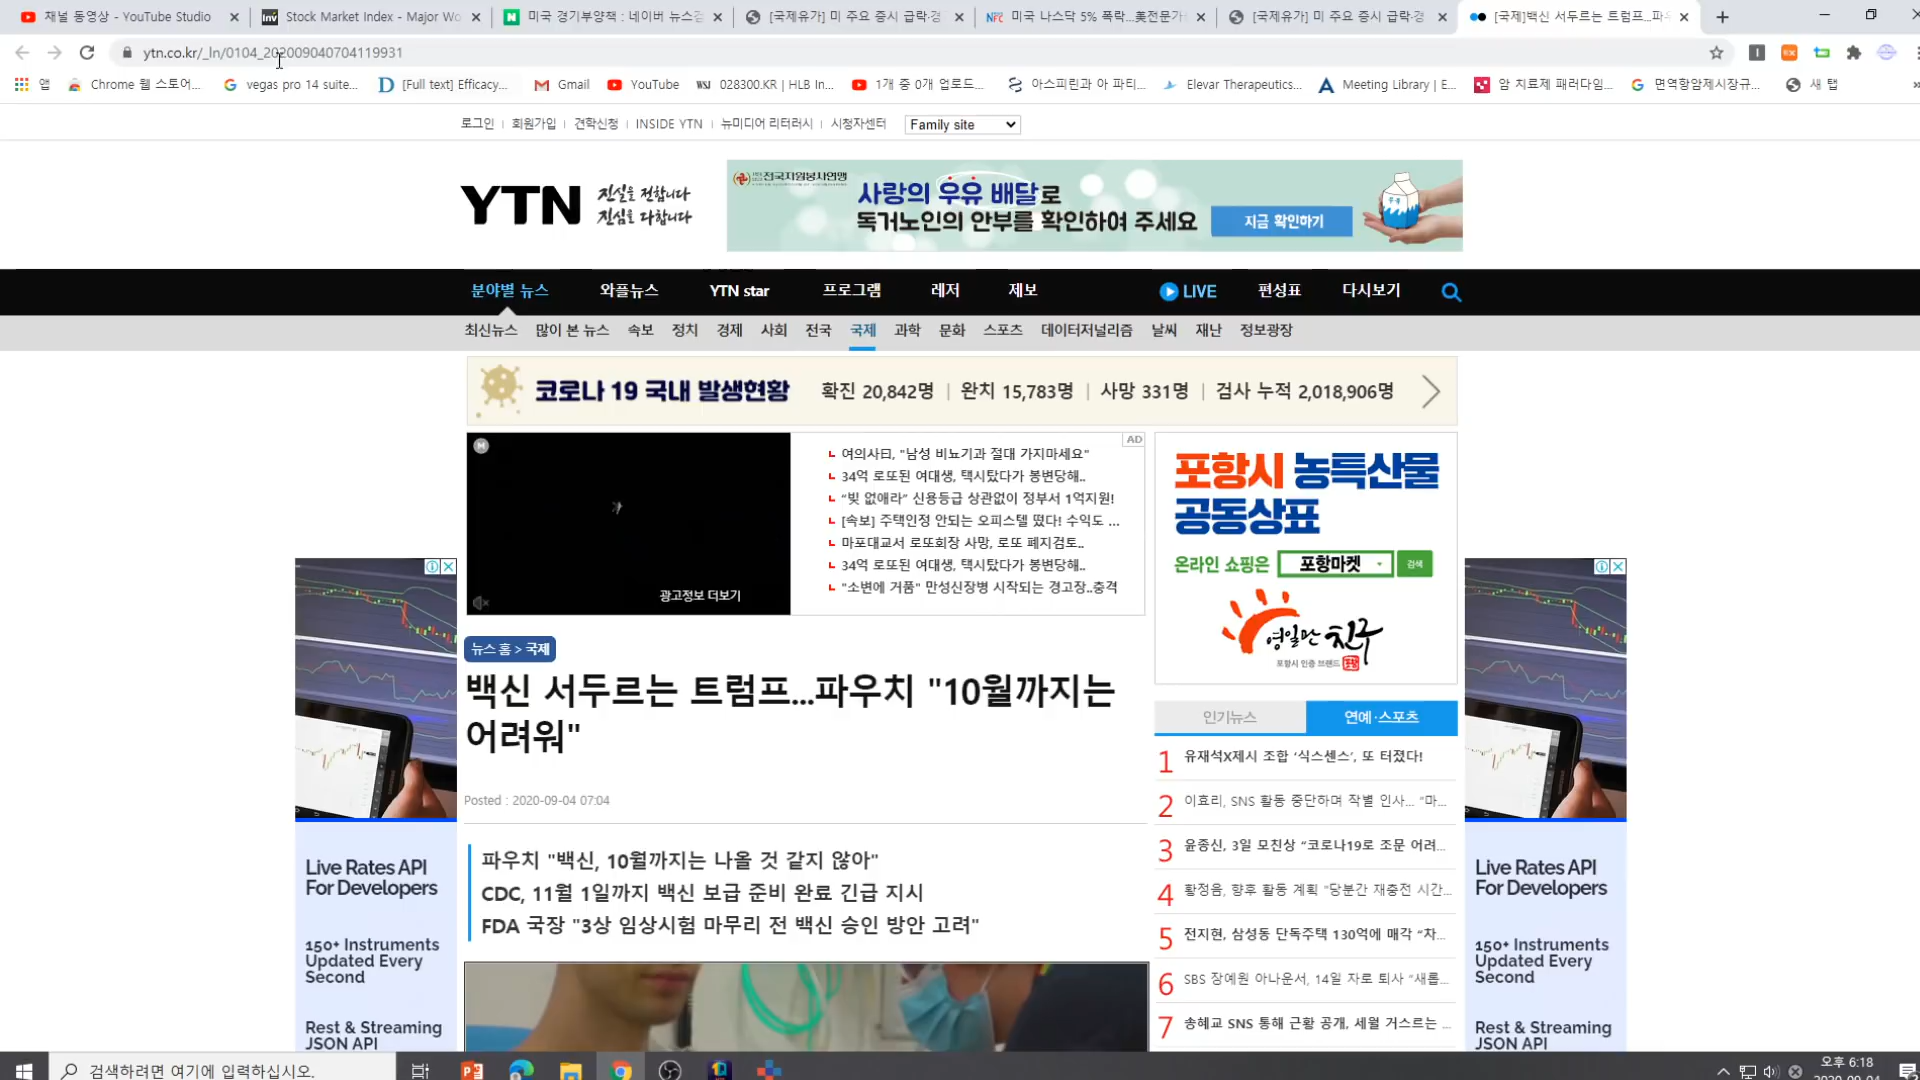 채널 동영상 - YouTube Studio
Stock Market Index - Major Wo
미국 경기부양책 : 네이버 뉴스검
[국제유가] 미 주요 증시 급락·경
미국 나스닥 5% 폭락...美전문가
[국제유가] 미 주요 증시 급락·경
[국제]백신 서두르는 트럼프...파우
ytn.co.kr/_ln/0104_202009040704119931
앱
Chrome 웹 스토어...
vegas pro 14 suite...
[Full text] Efficacy...
Gmail
YouTube
028300.KR | HLB In...
1개 중 0개 업로드...
아스피린과 아 파티...
Elevar Therapeutics...
Meeting Library | E...
암 치료제 패러다임...
면역항암제시장규...
새 탭
로그인
회원가입
견학신청
INSIDE YTN
뉴미디어 리터러시
시청자센터
Family site
YTN
진실을 전합니다
진심을 다합니다
전국자원봉사연맹
사랑의 우유 배달로
독거노인의 안부를 확인하여 주세요
지금 확인하기
분야별 뉴스
와플뉴스
YTN star
프로그램
레저
제보
LIVE
편성표
다시보기
최신뉴스
많이 본 뉴스
속보
정치
경제
사회
전국
국제
과학
문화
스포츠
데이터저널리즘
날씨
재난
정보광장
코로나 19 국내 발생현황
확진 20,842명
완치 15,783명
사망 331명
검사 누적 2,018,906명
M
광고정보 더보기
AD
여의사曰, "남성 비뇨기과 절대 가지마세요"
34억 로또된 여대생, 택시탔다가 봉변당해..
“빚 없애라” 신용등급 상관없이 정부서 1억지원!
[속보] 주택인정 안되는 오피스텔 떴다! 수익도 ...
마포대교서 로또회장 사망, 로또 폐지검토..
34억 로또된 여대생, 택시탔다가 봉변당해..
"소변에 거품" 만성신장병 시작되는 경고장..충격
포항시 농특산물
공동상표
온라인 쇼핑은
포항마켓
검색
영일만 친구
포항시 인증 브랜드
뉴스 홈 > 국제
백신 서두르는 트럼프...파우치 "10월까지는
어려워"
Posted : 2020-09-04 07:04
파우치 "백신, 10월까지는 나올 것 같지 않아"
CDC, 11월 1일까지 백신 보급 준비 완료 긴급 지시
FDA 국장 "3상 임상시험 마무리 전 백신 승인 방안 고려"
인기뉴스
연예·스포츠
1 유재석X제시 조합 ‘식스센스’, 또 터졌다!
2 이효리, SNS 활동 중단하며 작별 인사... "마...
3 윤종신, 3일 모친상 “코로나19로 조문 어려...
4 황정음, 향후 활동 계획 "당분간 재충전 시간...
5 전지현, 삼성동 단독주택 130억에 매각 “차...
6 SBS 장예원 아나운서, 14일 자로 퇴사 “새롭...
7 송혜교 SNS 통해 근황 공개, 세월 거스르는 ...
Live Rates API
For Developers
150+ Instruments
Updated Every
Second
Rest & Streaming
JSON API
Live Rates API
For Developers
150+ Instruments
Updated Every
Second
Rest & Streaming
JSON API
검색하려면 여기에 입력하십시오.
오후 6:18
2020-09-04